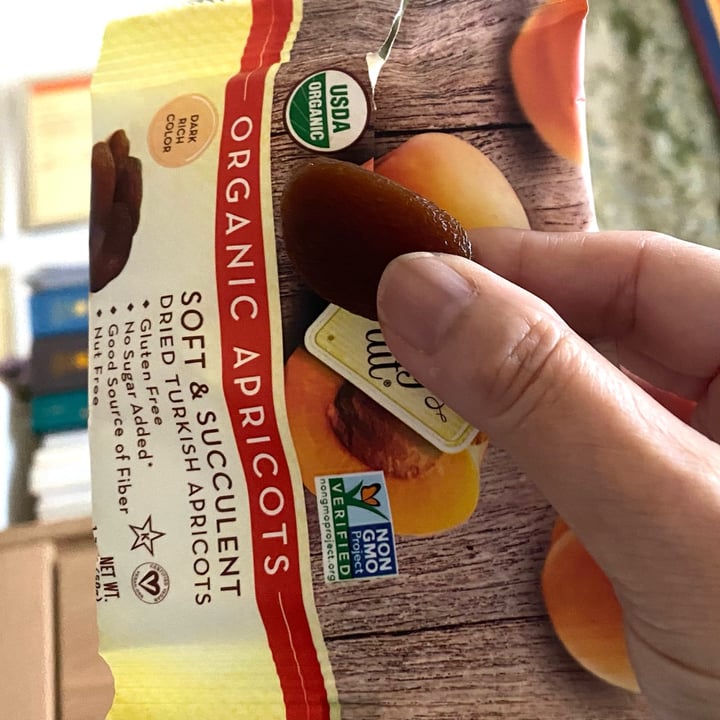 USDA
ORGANIC
DARK
RICH
COLOR
ORGANIC APRICOTS
SOFT & SUCCULENT
DRIED TURKISH APRICOTS
◆ Gluten Free
◆ No Sugar Added*
◆ Good Source of Fiber
◆ Nut Free
NON
GMO
Project
VERIFIED
nongmoproject.org
K
NET WT.